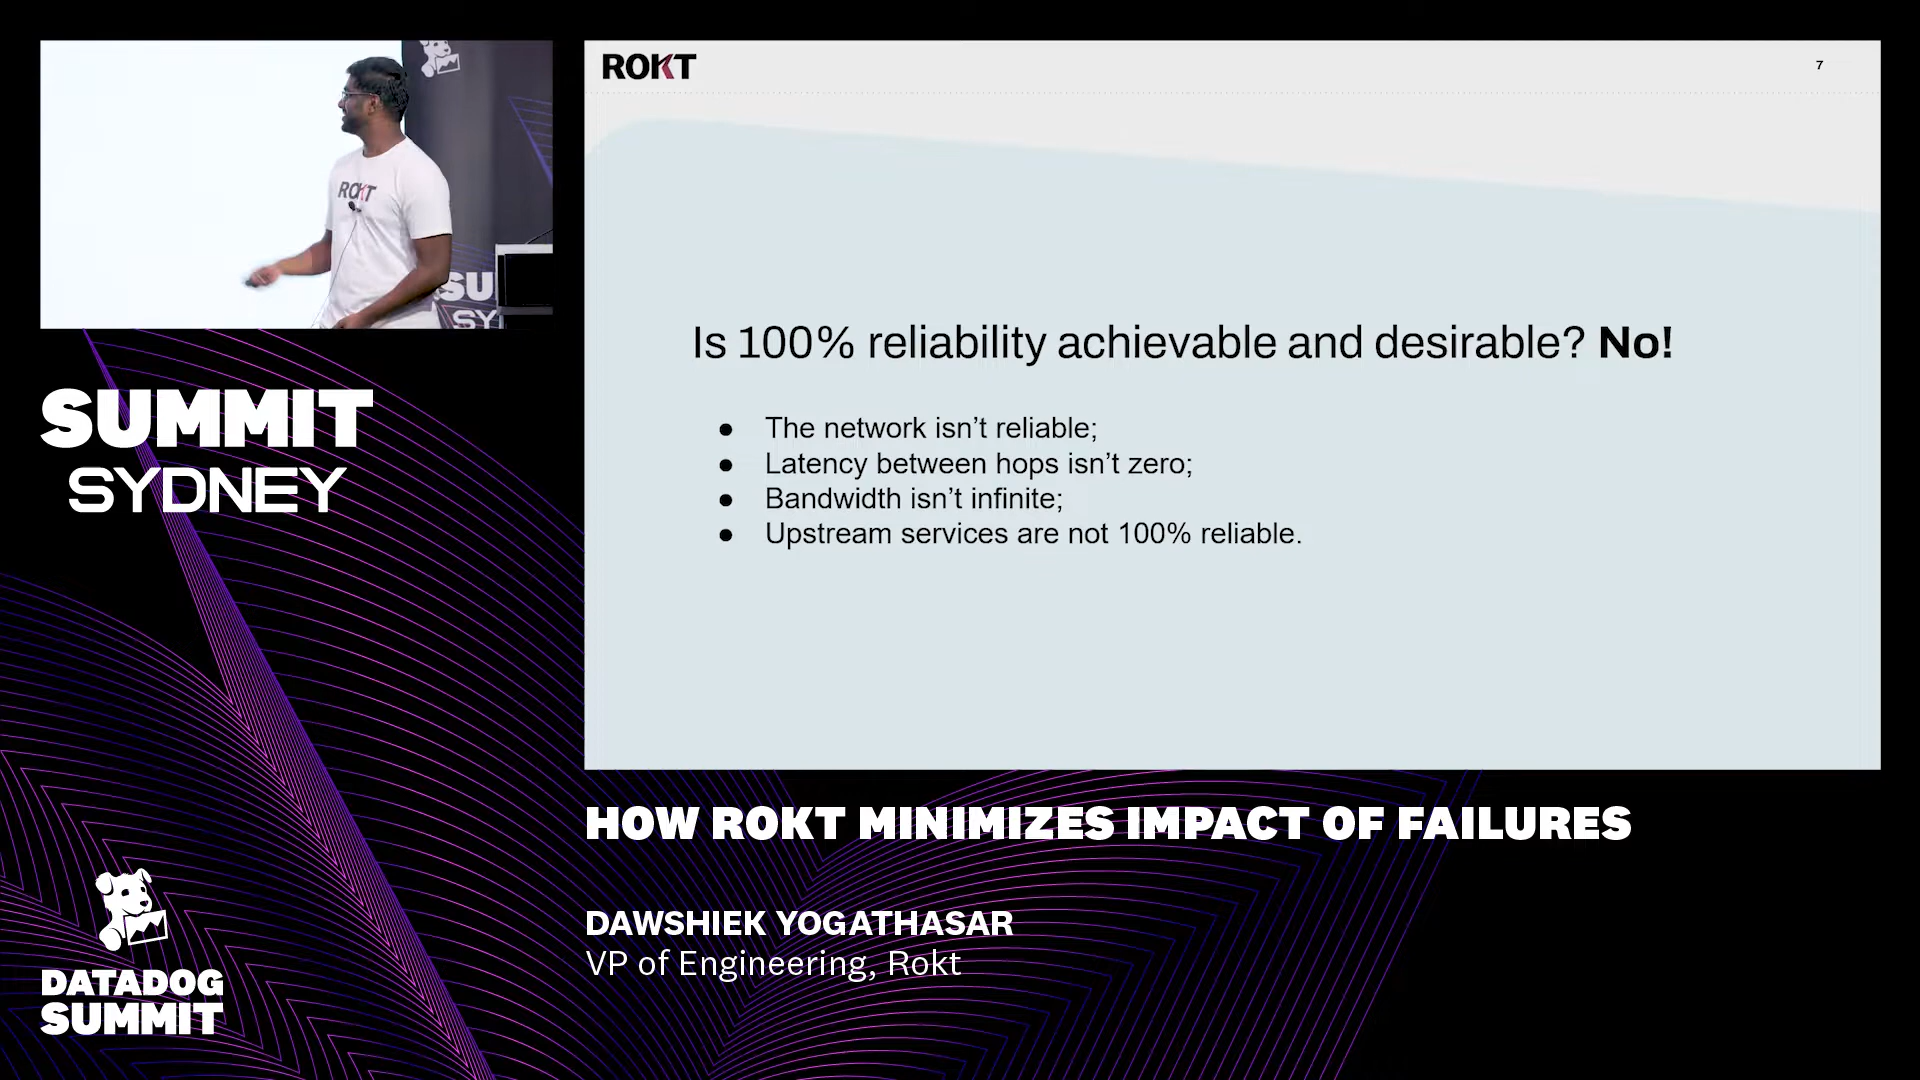 ROKT
SU
SY
ROKT
7
Is 100% reliability achievable and desirable? No!
● The network isn’t reliable;
● Latency between hops isn’t zero;
● Bandwidth isn’t infinite;
● Upstream services are not 100% reliable.
SUMMIT
SYDNEY
HOW ROKT MINIMIZES IMPACT OF FAILURES
DAWSHIEK YOGATHASAR
VP of Engineering, Rokt
DATADOG
SUMMIT